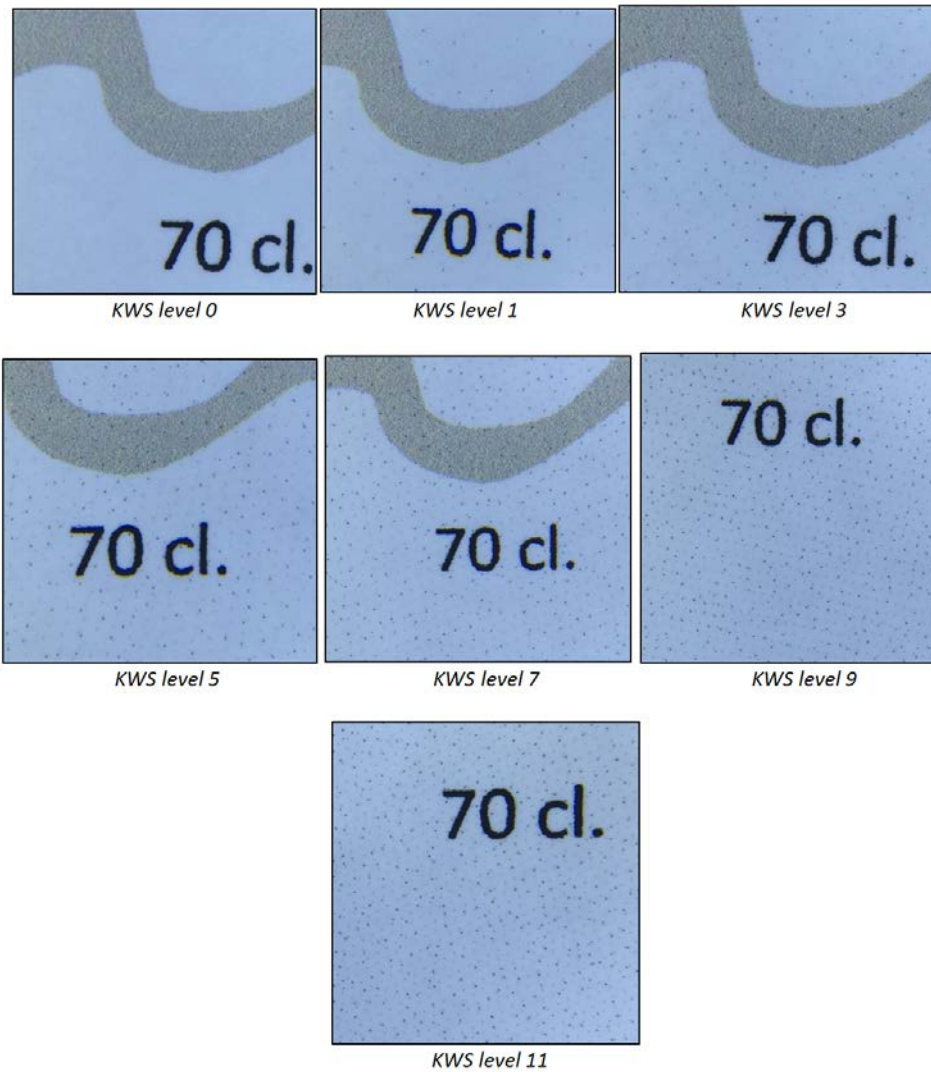 70 cl.
70 cl.
70 cl.
KWS level 0
KWS level 1
KWS level 3
70 cl.
70 cl.
70 cl.
KWS level 5
KWS level 7
KWS level 9
70 cl.
KWS level 11